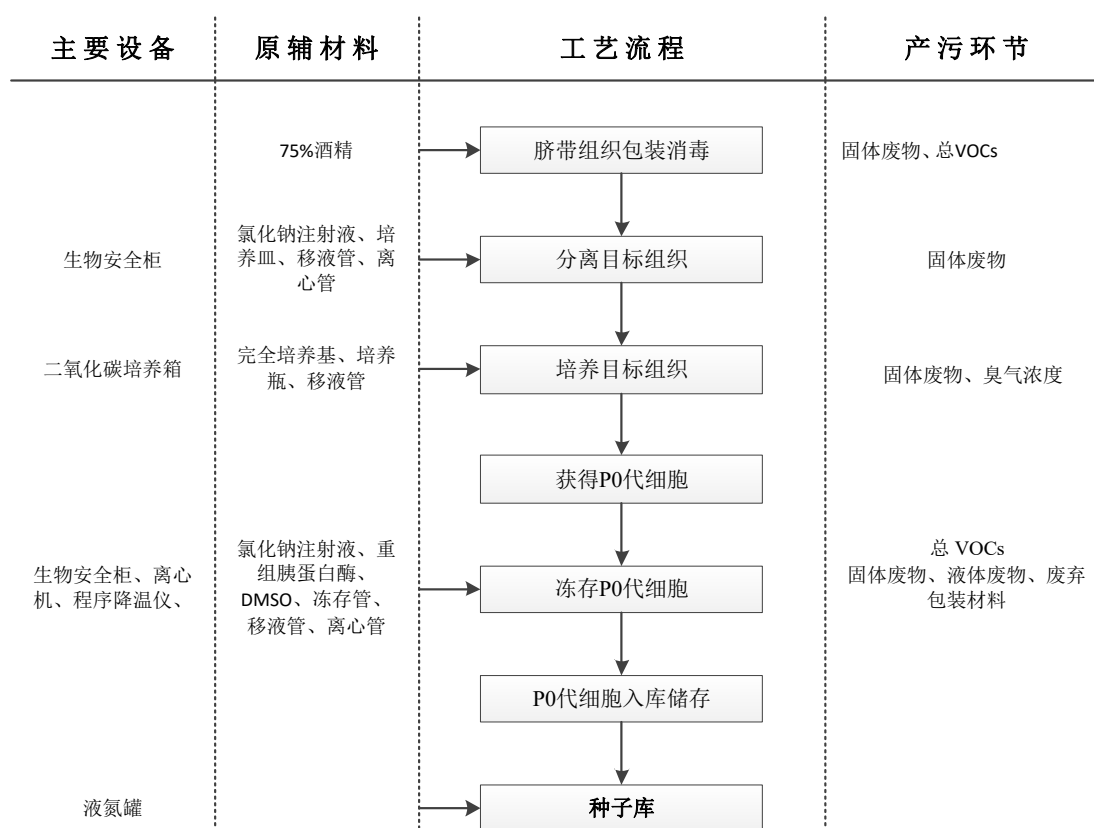 主要设备
原辅材料
工艺流程
产污环节
75%酒精
脐带组织包装消毒
固体废物、总VOCs
生物安全柜
氯化钠注射液、培
养皿、移液管、离
心管
分离目标组织
固体废物
二氧化碳培养箱
完全培养基、培养
瓶、移液管
培养目标组织
固体废物、臭气浓度
获得P0代细胞
生物安全柜、离心
机、程序降温仪、
氯化钠注射液、重
组胰蛋白酶、
DMSO、冻存管、
移液管、离心管
冻存P0代细胞
总 VOCs
固体废物、液体废物、废弃
包装材料
P0代细胞入库储存
液氮罐
种子库